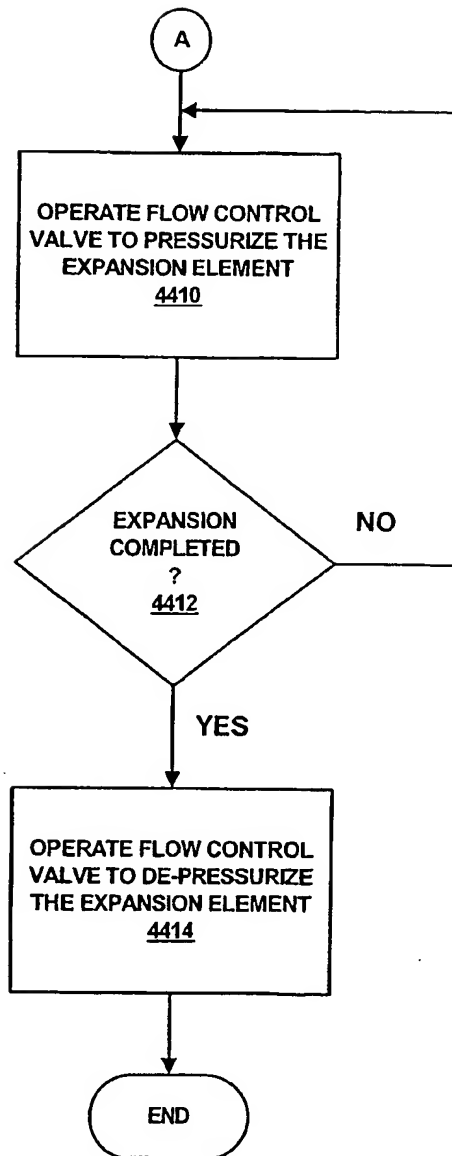 A
OPERATE FLOW CONTROL
VALVE TO PRESSURIZE THE
EXPANSION ELEMENT
4410
EXPANSION
COMPLETED
?
4412
NO
YES
OPERATE FLOW CONTROL
VALVE TO DE-PRESSURIZE
THE EXPANSION ELEMENT
4414
END